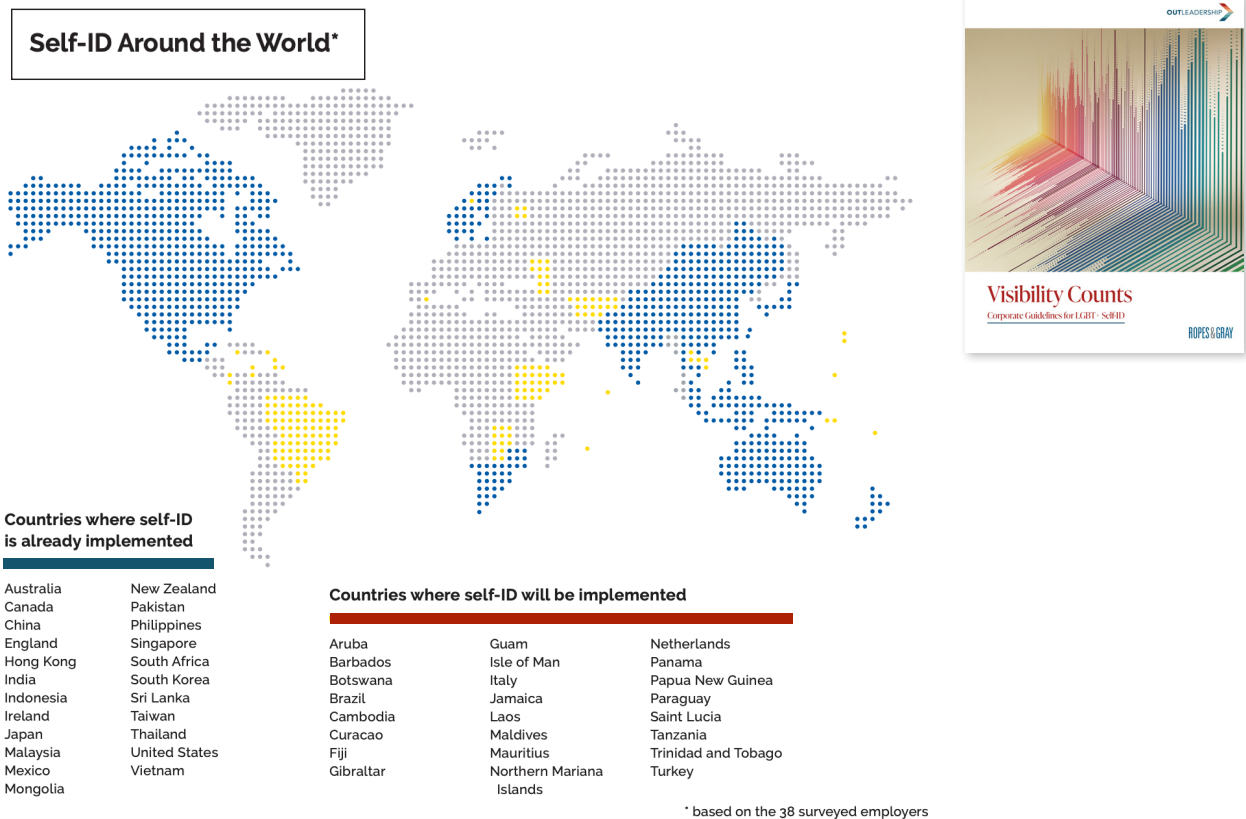 Self-ID Around the World*
OUTLEADERSHIP
Visibility Counts
Corporate Guidelines for LGBT+ Self-ID
ROPES & GRAY
Countries where self-ID
is already implemented
Australia
Canada
China
England
Hong Kong
India
Indonesia
Ireland
Japan
Malaysia
Mexico
Mongolia
New Zealand
Pakistan
Philippines
Singapore
South Africa
South Korea
Sri Lanka
Taiwan
Thailand
United States
Vietnam
Countries where self-ID will be implemented
Aruba
Barbados
Botswana
Brazil
Cambodia
Curacao
Fiji
Gibraltar
Guam
Isle of Man
Italy
Jamaica
Laos
Maldives
Mauritius
Northern Mariana
Islands
Netherlands
Panama
Papua New Guinea
Paraguay
Saint Lucia
Tanzania
Trinidad and Tobago
Turkey
* based on the 38 surveyed employers